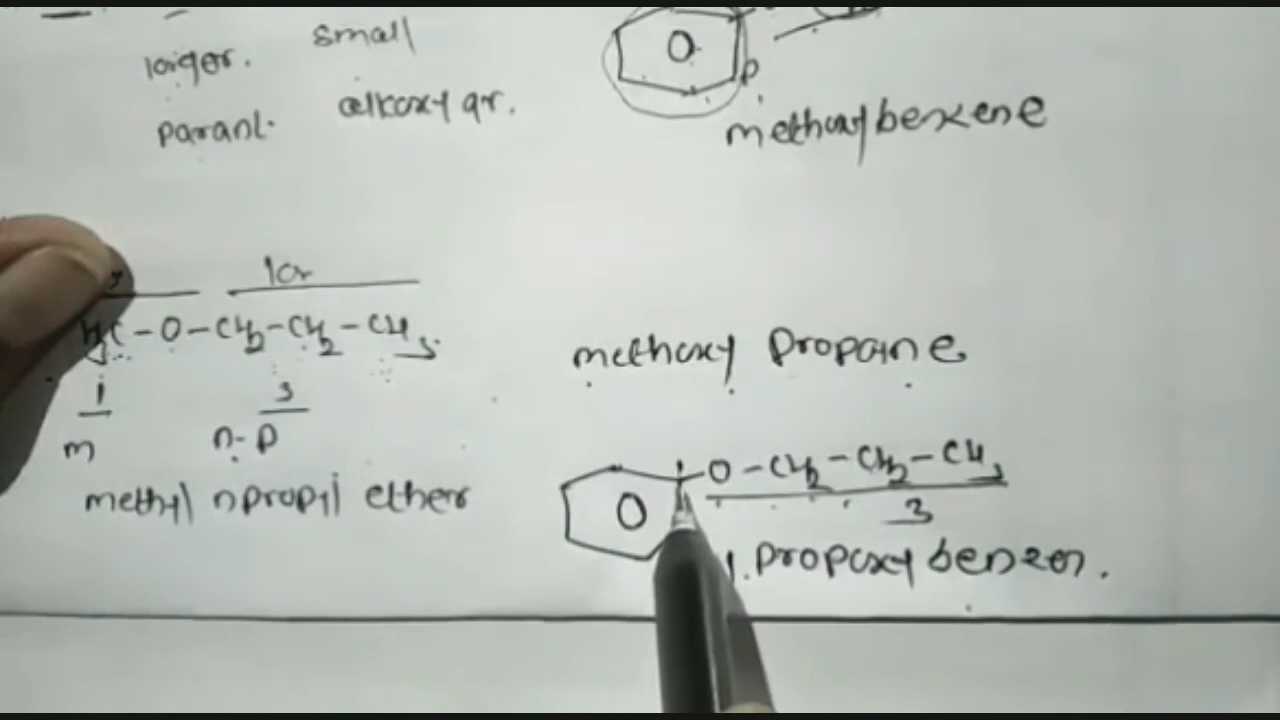 larger. small
parant. alkoxy gr.
O
P
methoxybenzene
lar
H3C-O-CH2-CH2-CH3
1 3
m n-P
methyl npropyl ether
methoxy Propane
O-CH2-CH2-CH3
O
3
1. Propoxy benzen.